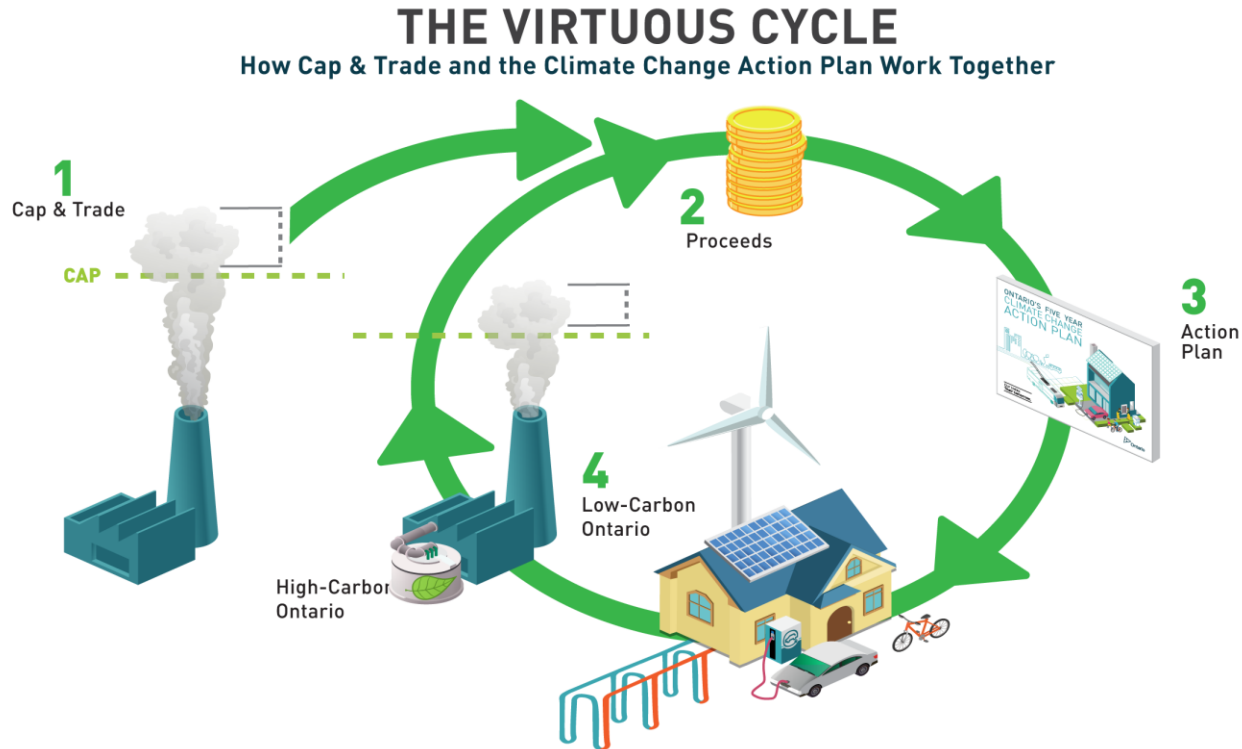 THE VIRTUOUS CYCLE
How Cap & Trade and the Climate Change Action Plan Work Together
1
Cap & Trade
CAP
2
Proceeds
3
Action
Plan
ONTARIO'S FIVE YEAR
CLIMATE CHANGE
ACTION PLAN
Ontario
4
Low-Carbon
Ontario
High-Carbon
Ontario